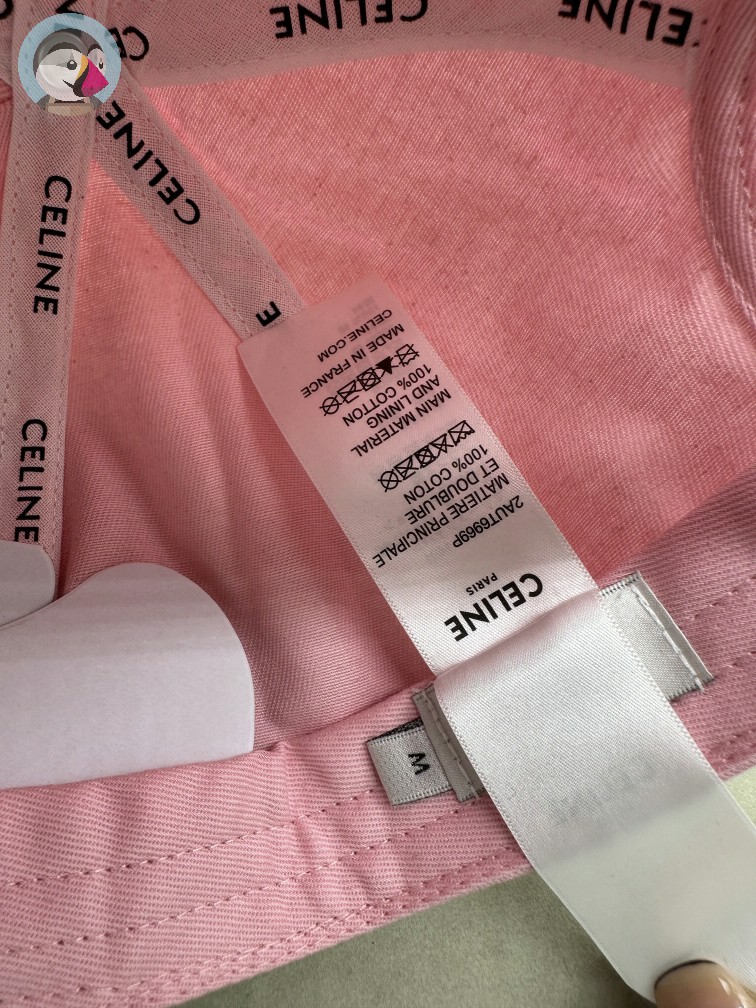 CELINE
CELINE
CELINE
CELINE
CELINE
CELINE
PARIS
2AUT6969P
MATIERE PRINCIPALE
ET DOUBLURE
100% COTON
MAIN MATERIAL
AND LINING
100% COTTON
MADE IN FRANCE
CELINE.COM
M